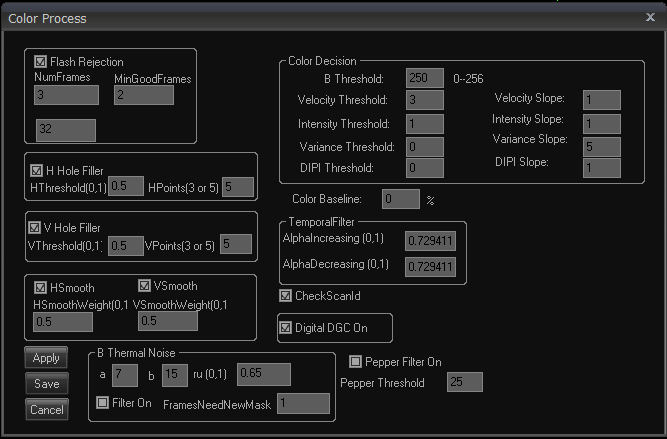 Color Process X
Flash Rejection
NumFrames MinGoodFrames
3 2
32
H Hole Filler
HThreshold(0,1) 0.5 HPoints(3 or 5) 5
V Hole Filler
VThreshold(0,1) 0.5 VPoints(3 or 5) 5
HSmooth VSmooth
HSmoothWeight(0,1 VSmoothWeight(0,1
0.5 0.5
Color Decision
B Threshold: 250 0--256
Velocity Threshold: 3 Velocity Slope: 1
Intensity Threshold: 1 Intensity Slope: 1
Variance Threshold: 0 Variance Slope: 5
DIPI Threshold: 0 DIPI Slope: 1
Color Baseline: 0 %
TemporalFilter
AlphaIncreasing (0,1) 0.729411
AlphaDecreasing (0,1) 0.729411
CheckScanId
Digital DGC On
Apply
Save
Cancel
B Thermal Noise
a 7 b 15 ru (0,1) 0.65
Filter On FramesNeedNewMask 1
Pepper Filter On
Pepper Threshold 25